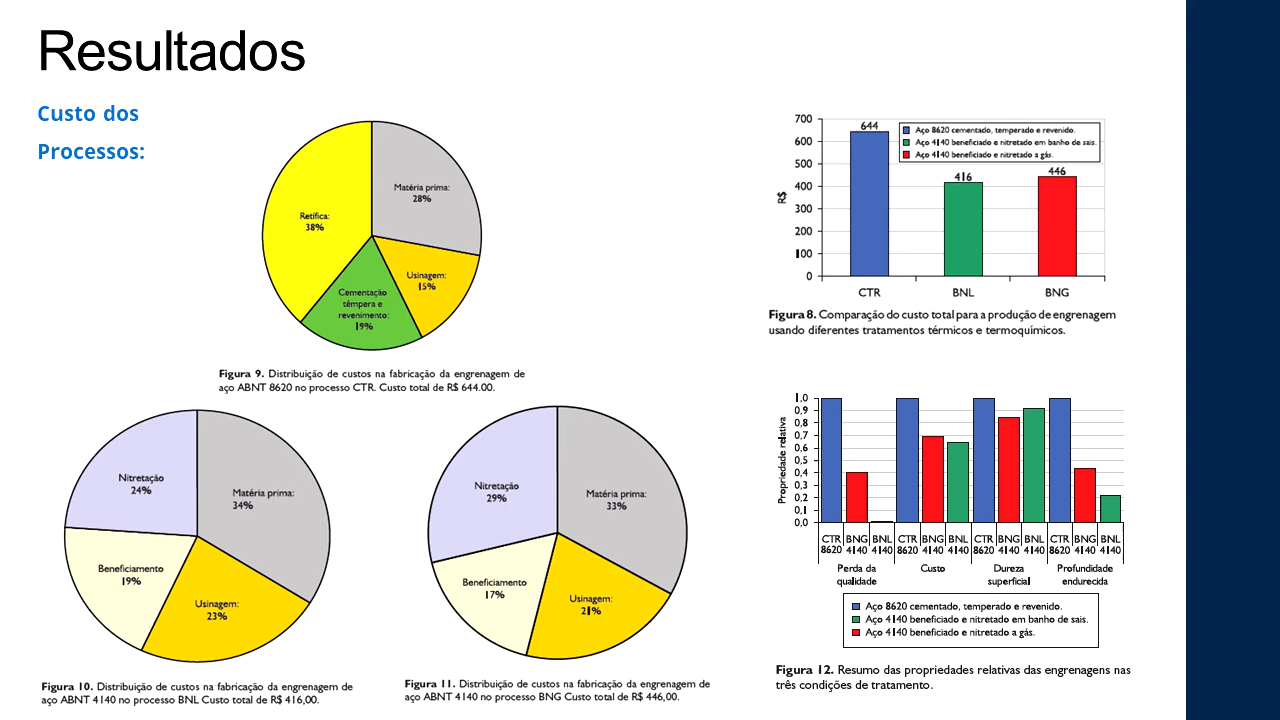 Resultados
Custo dos
Processos:
Retífica:
38%
Matéria prima:
28%
Usinagem:
15%
Cementação
têmpera e
revenimento:
19%
Figura 9. Distribuição de custos na fabricação da engrenagem de
aço ABNT 8620 no processo CTR. Custo total de R$ 644.00.
Nitretação
24%
Matéria prima:
34%
Beneficiamento
19%
Usinagem:
23%
Figura 10. Distribuição de custos na fabricação da engrenagem de
aço ABNT 4140 no processo BNL Custo total de R$ 416,00.
Nitretação
29%
Matéria prima:
33%
Beneficiamento
17%
Usinagem:
21%
Figura 11. Distribuição de custos na fabricação da engrenagem de
aço ABNT 4140 no processo BNG Custo total de R$ 446,00.
700
600
500
400
300
200
100
0
R$
644
416
446
Aço 8620 cementado, temperado e revenido.
Aço 4140 beneficiado e nitretado em banho de sais.
Aço 4140 beneficiado e nitretado a gás.
CTR BNL BNG
Figura 8. Comparação do custo total para a produção de engrenagem
usando diferentes tratamentos térmicos e termoquímicos.
Propriedade relativa
1,0
0,9
0,8
0,7
0,6
0,5
0,4
0,3
0,2
0,1
0,0
CTR BNG BNL CTR BNG BNL CTR BNG BNL CTR BNG BNL
8620 4140 4140 8620 4140 4140 8620 4140 4140 8620 4140 4140
Perda da Custo Dureza Profundidade
qualidade superficial endurecida
Aço 8620 cementado, temperado e revenido.
Aço 4140 beneficiado e nitretado em banho de sais.
Aço 4140 beneficiado e nitretado a gás.
Figura 12. Resumo das propriedades relativas das engrenagens nas
três condições de tratamento.